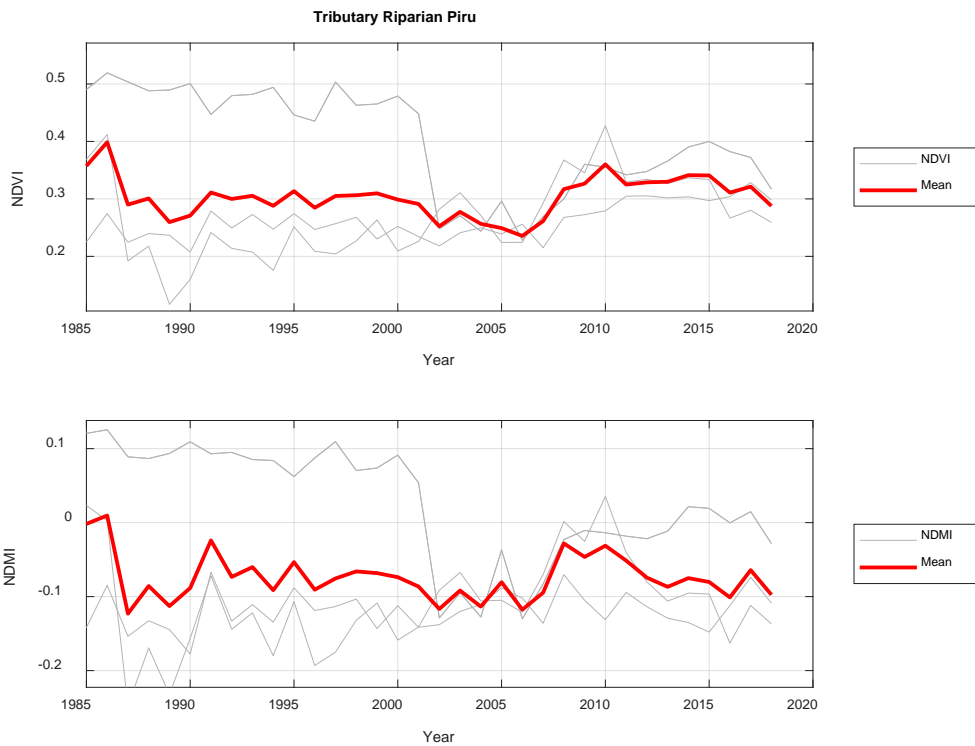 Tributary Riparian Piru
NDVI
0.5
0.4
0.3
0.2
1985 1990 1995 2000 2005 2010 2015 2020
Year
NDVI
Mean
NDMI
0.1
0
-0.1
-0.2
1985 1990 1995 2000 2005 2010 2015 2020
Year
NDMI
Mean